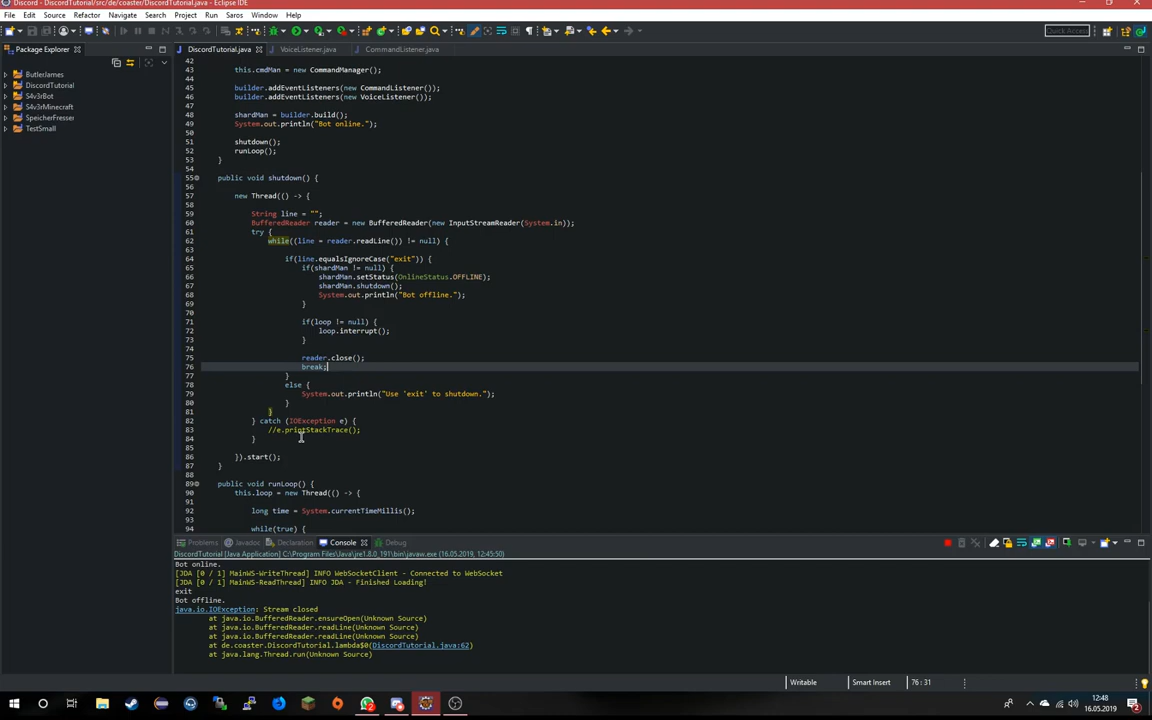 Discord - DiscordTutorial/src/de/coaster/DiscordTutorial.java - Eclipse IDE
File Edit Source Refactor Navigate Search Project Run Saros Window Help
Quick Access
Package Explorer
DiscordTutorial.java VoiceListener.java CommandListener.java
ButlerJames
DiscordTutorial
S4v3rBot
S4v3rMinecraft
SpeicherFresser
TestSmall
42
43 this.cmdMan = new CommandManager();
44
45 builder.addEventListeners(new CommandListener());
46 builder.addEventListeners(new VoiceListener());
47
48 shardMan = builder.build();
49 System.out.println("Bot online.");
50
51 shutdown();
52 runLoop();
53 }
54
55 public void shutdown() {
56
57 new Thread(() -> {
58
59 String line = "";
60 BufferedReader reader = new BufferedReader(new InputStreamReader(System.in));
61 try {
62 while((line = reader.readLine()) != null) {
63
64 if(line.equalsIgnoreCase("exit")) {
65 if(shardMan != null) {
66 shardMan.setStatus(OnlineStatus.OFFLINE);
67 shardMan.shutdown();
68 System.out.println("Bot offline.");
69 }
70
71 if(loop != null) {
72 loop.interrupt();
73 }
74
75 reader.close();
76 break;
77 }
78 else {
79 System.out.println("Use 'exit' to shutdown.");
80 }
81 }
82 } catch (IOException e) {
83 //e.printStackTrace();
84 }
85
86 }).start();
87 }
88
89 public void runLoop() {
90 this.loop = new Thread(() -> {
91
92 long time = System.currentTimeMillis();
93
94 while(true) {
Problems Javadoc Declaration Console Debug
DiscordTutorial [Java Application] C:\Program Files\Java\jre1.8.0_191\bin\javaw.exe (16.05.2019, 12:45:50)
Bot online.
[JDA [0 / 1] MainWS-WriteThread] INFO WebSocketClient - Connected to WebSocket
[JDA [0 / 1] MainWS-ReadThread] INFO JDA - Finished Loading!
exit
Bot offline.
java.io.IOException: Stream closed
at java.io.BufferedReader.ensureOpen(Unknown Source)
at java.io.BufferedReader.readLine(Unknown Source)
at java.io.BufferedReader.readLine(Unknown Source)
at de.coaster.DiscordTutorial.lambda$0(DiscordTutorial.java:62)
at java.lang.Thread.run(Unknown Source)
Writable Smart Insert 76 : 31
12:48
16.05.2019
2